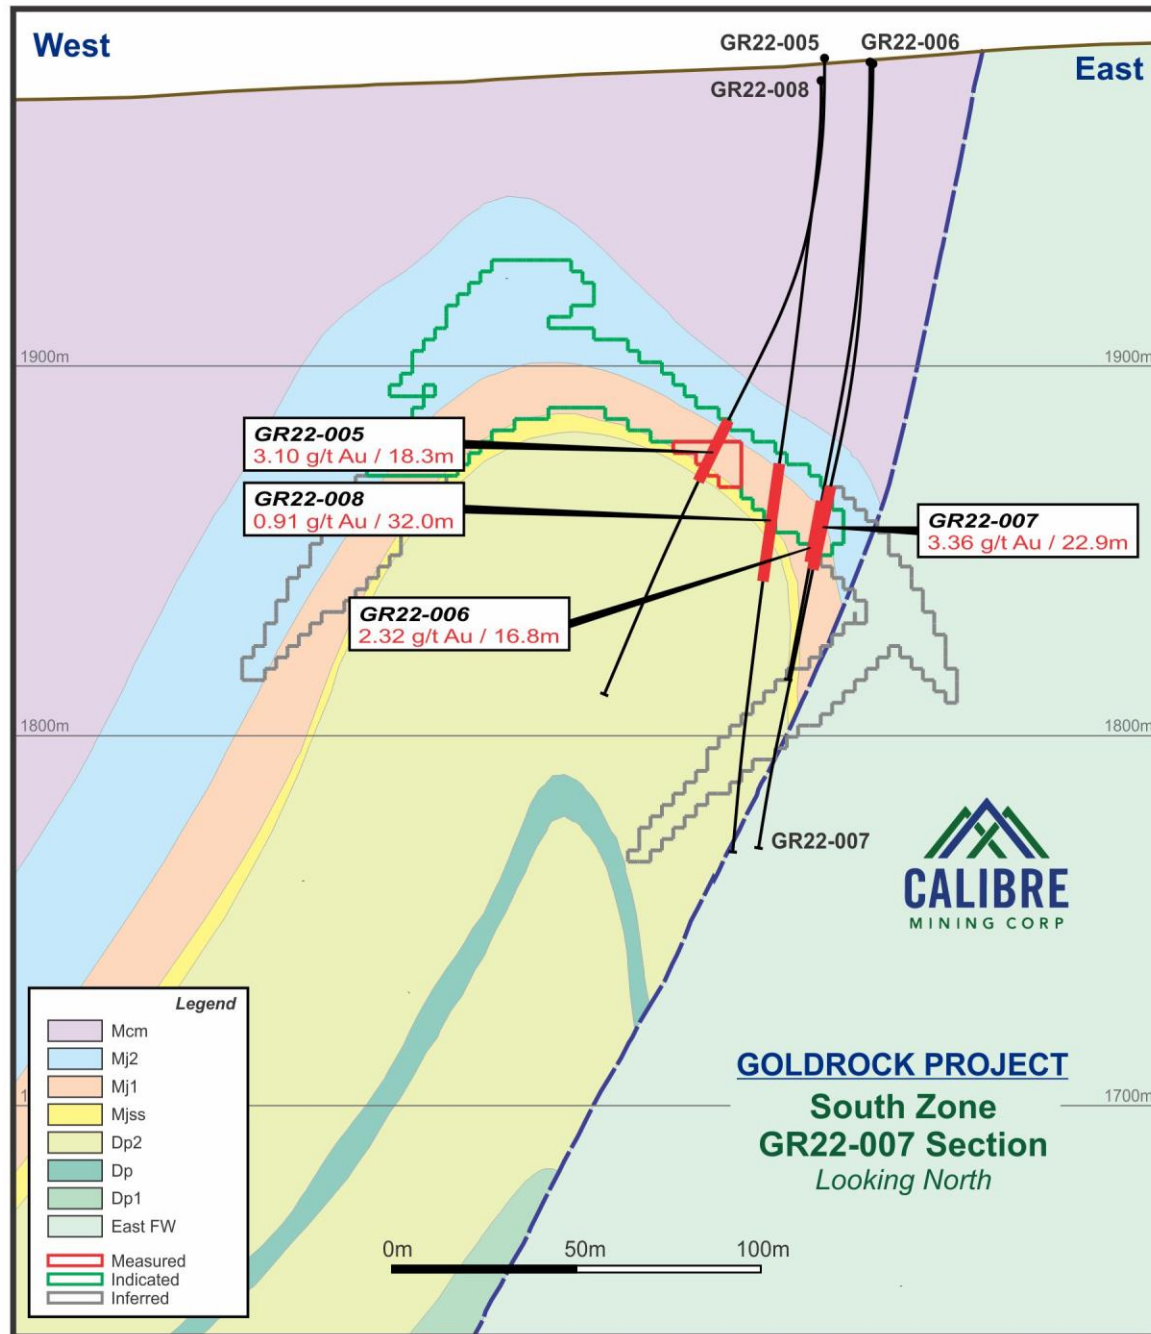 West
GR22-005
GR22-006
East
GR22-008
1900m
1900m
GR22-005
3.10 g/t Au / 18.3m
GR22-008
0.91 g/t Au / 32.0m
GR22-007
3.36 g/t Au / 22.9m
GR22-006
2.32 g/t Au / 16.8m
1800m
1800m
GR22-007
CALIBRE
MINING CORP
Legend
Mcm
Mj2
Mj1
Mjss
Dp2
Dp
Dp1
East FW
Measured
Indicated
Inferred
GOLDROCK PROJECT
1700m
South Zone
GR22-007 Section
Looking North
0m
50m
100m